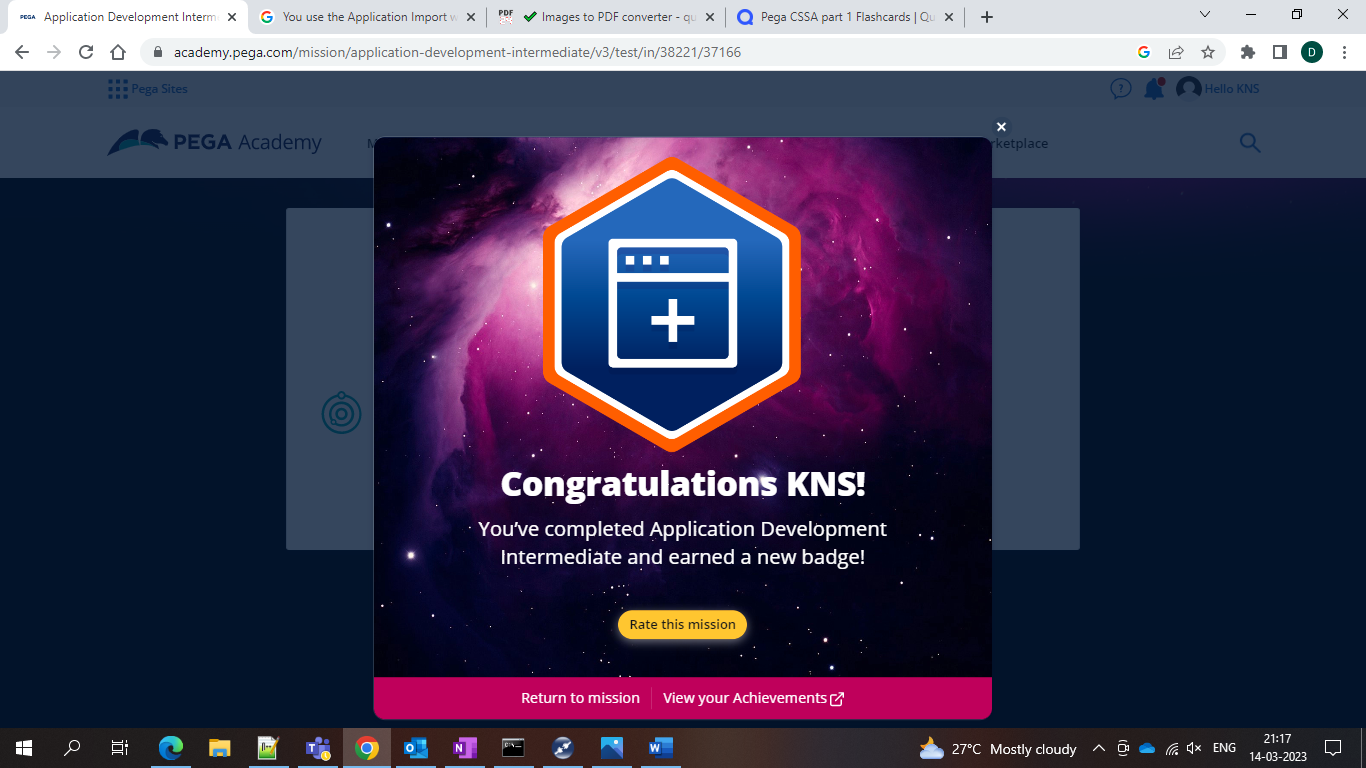 PEGA Application Development Interm
You use the Application Import w
PDF Images to PDF converter - qu
Pega CSSA part 1 Flashcards | Qu
academy.pega.com/mission/application-development-intermediate/v3/test/in/38221/37166
D
Pega Sites
? Hello KNS
PEGA Academy
M
rketplace
Congratulations KNS!
You’ve completed Application Development
Intermediate and earned a new badge!
Rate this mission
Return to mission
View your Achievements
27°C Mostly cloudy
ENG
21:17
14-03-2023